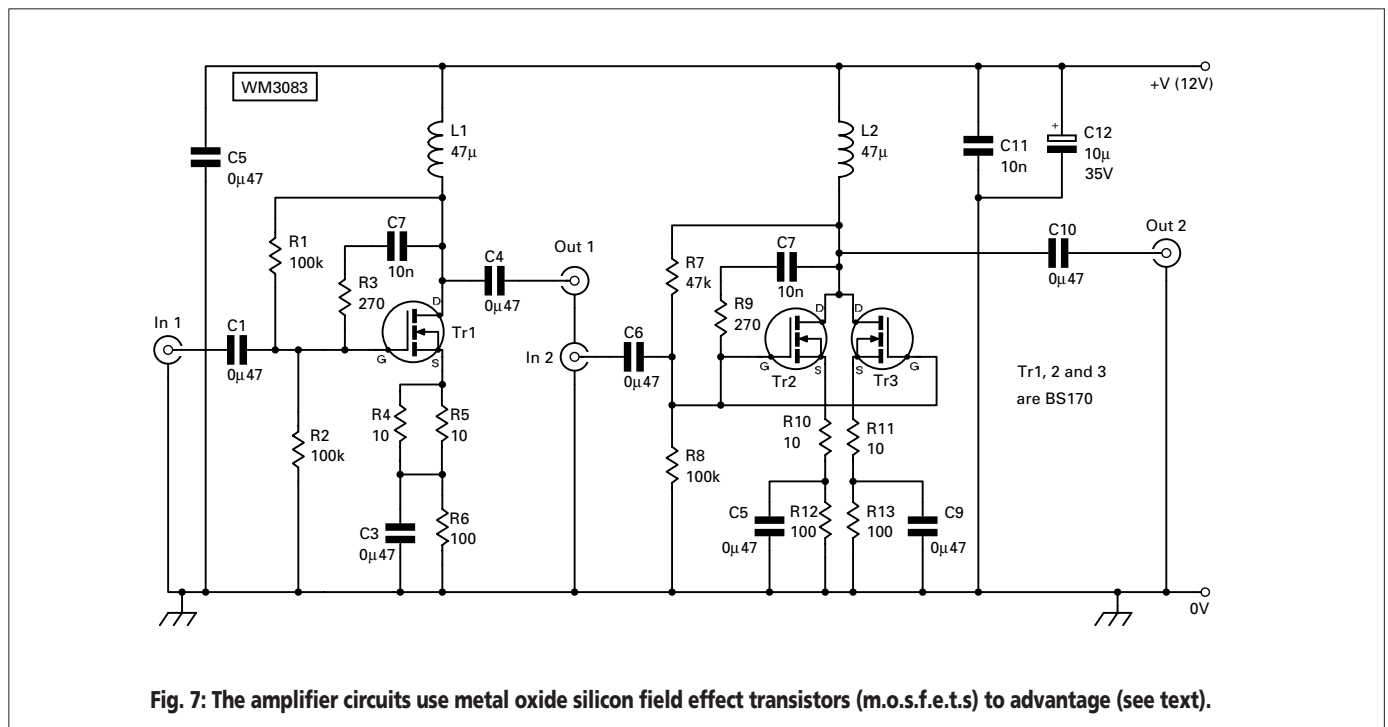 WM3083
+V (12V)
L1
47µ
L2
47µ
C5
0µ47
C11
10n
+
C12
10µ
35V
R1
100k
C7
10n
R3
270
C4
0µ47
Out 1
R7
47k
C7
10n
R9
270
C10
0µ47
Out 2
In 1
C1
0µ47
D
G
S
Tr1
In 2
C6
0µ47
D
G
S
Tr2
D
S
G
Tr3
Tr1, 2 and 3
are BS170
R2
100k
R4
10
R5
10
R8
100k
R10
10
R11
10
C3
0µ47
R6
100
C5
0µ47
R12
100
R13
100
C9
0µ47
0V
Fig. 7: The amplifier circuits use metal oxide silicon field effect transistors (m.o.s.f.e.t.s) to advantage (see text).